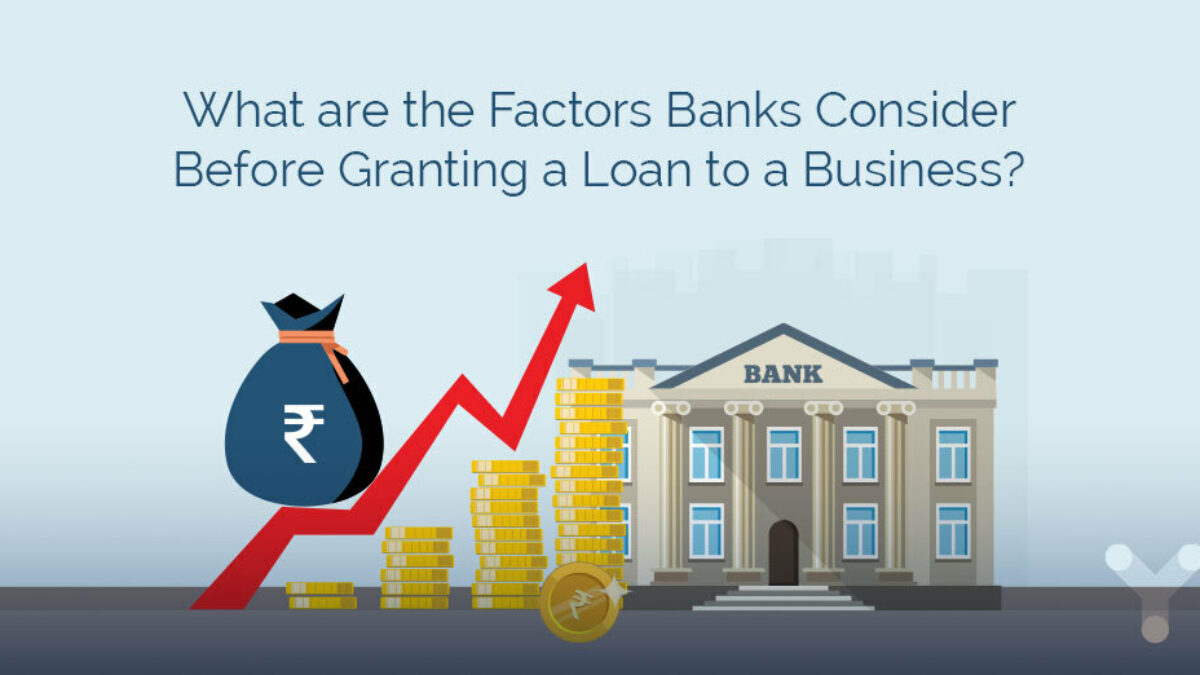 What are the Factors Banks Consider
Before Granting a Loan to a Business?
BANK
₹
₹